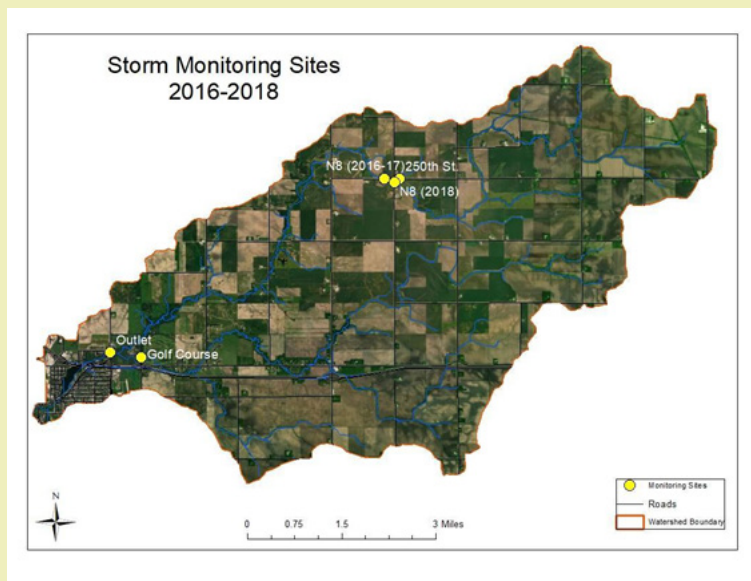 Storm Monitoring Sites
2016-2018
N8 (2016-17) 250th St.
N8 (2018)
Outlet
Golf Course
N
0 0.75 1.5 3 Miles
Monitoring Sites
Roads
Watershed Boundary